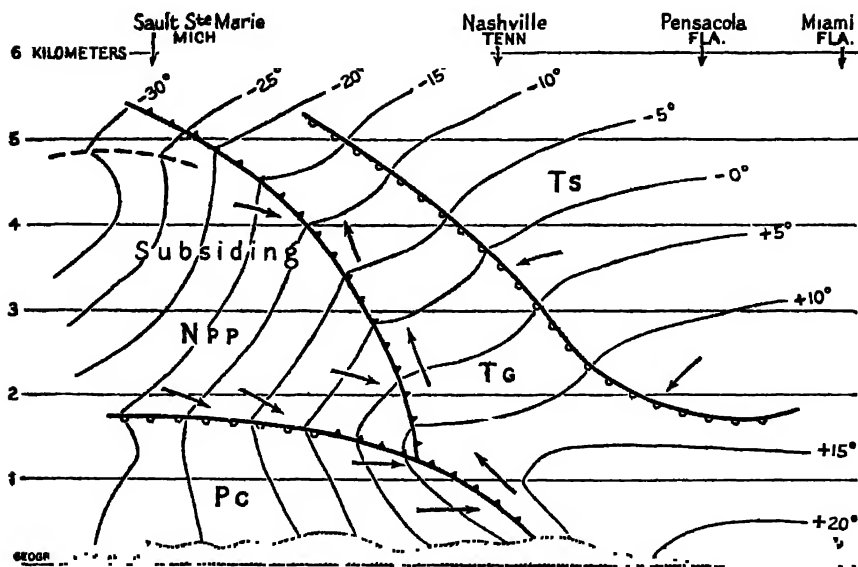 Sault Ste Marie Nashville Pensacola Miami
MICH TENN FLA. FLA.
6 KILOMETERS
-30° -25° -20° -15° -10°
-5°
5
Ts
-0°
4
Subsiding
+5°
+10°
3
NPP
TG
2
+15°
1
Pc
+20°